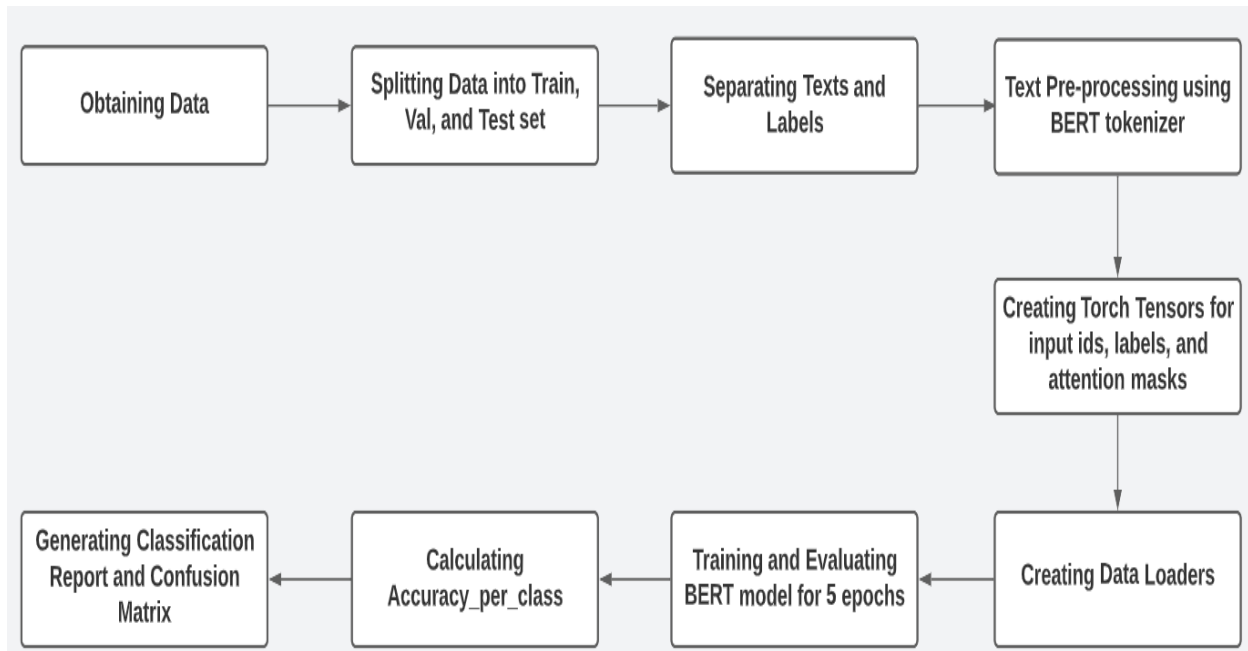 Obtaining Data
Splitting Data into Train,
Val, and Test set
Separating Texts and
Labels
Text Pre-processing using
BERT tokenizer
Creating Torch Tensors for
input ids, labels, and
attention masks
Creating Data Loaders
Training and Evaluating
BERT model for 5 epochs
Calculating
Accuracy_per_class
Generating Classification
Report and Confusion
Matrix